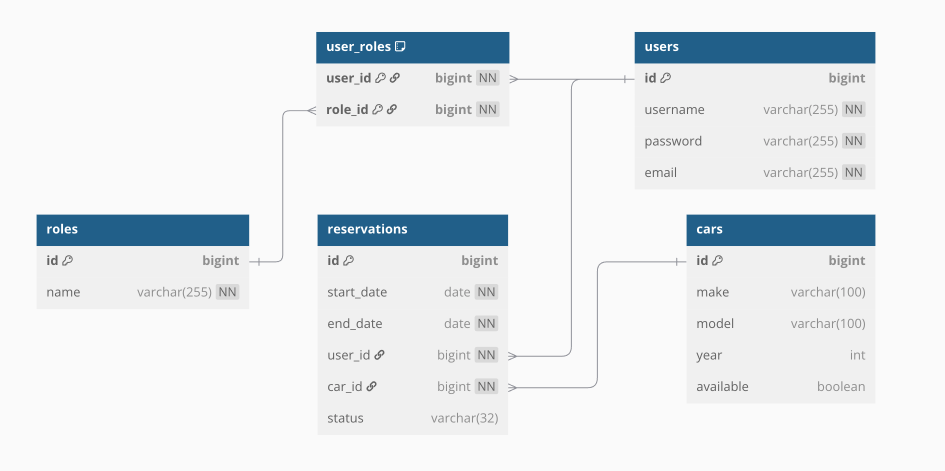 user_roles
user_id bigint NN
role_id bigint NN
users
id bigint
username varchar(255) NN
password varchar(255) NN
email varchar(255) NN
roles
id bigint
name varchar(255) NN
reservations
id bigint
start_date date NN
end_date date NN
user_id bigint NN
car_id bigint NN
status varchar(32)
cars
id bigint
make varchar(100)
model varchar(100)
year int
available boolean